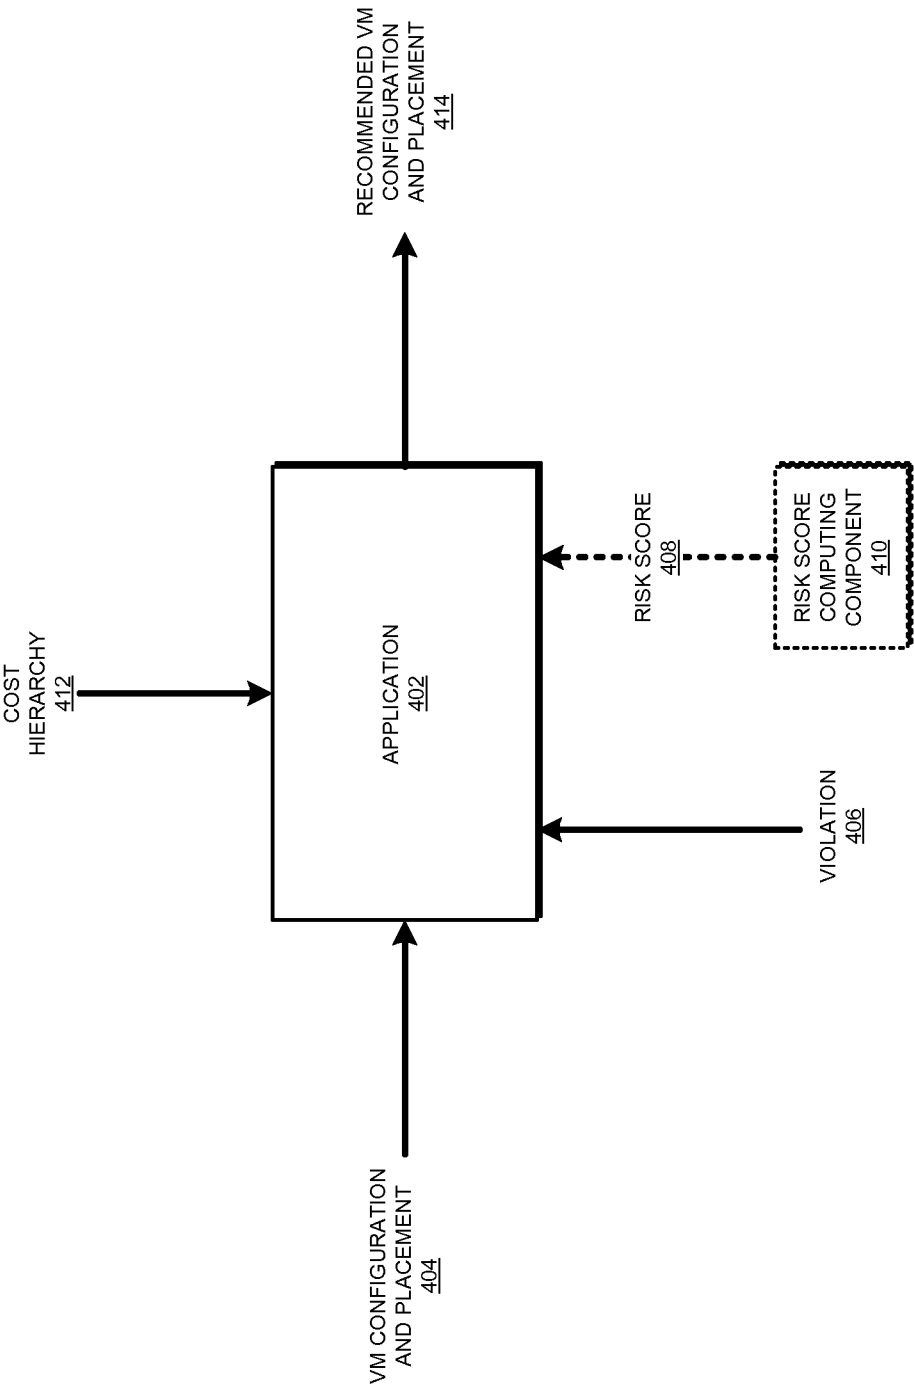 COST
HIERARCHY
412
VM CONFIGURATION
AND PLACEMENT
404
APPLICATION
402
RECOMMENDED VM
CONFIGURATION
AND PLACEMENT
414
VIOLATION
406
RISK SCORE
408
RISK SCORE
COMPUTING
COMPONENT
410